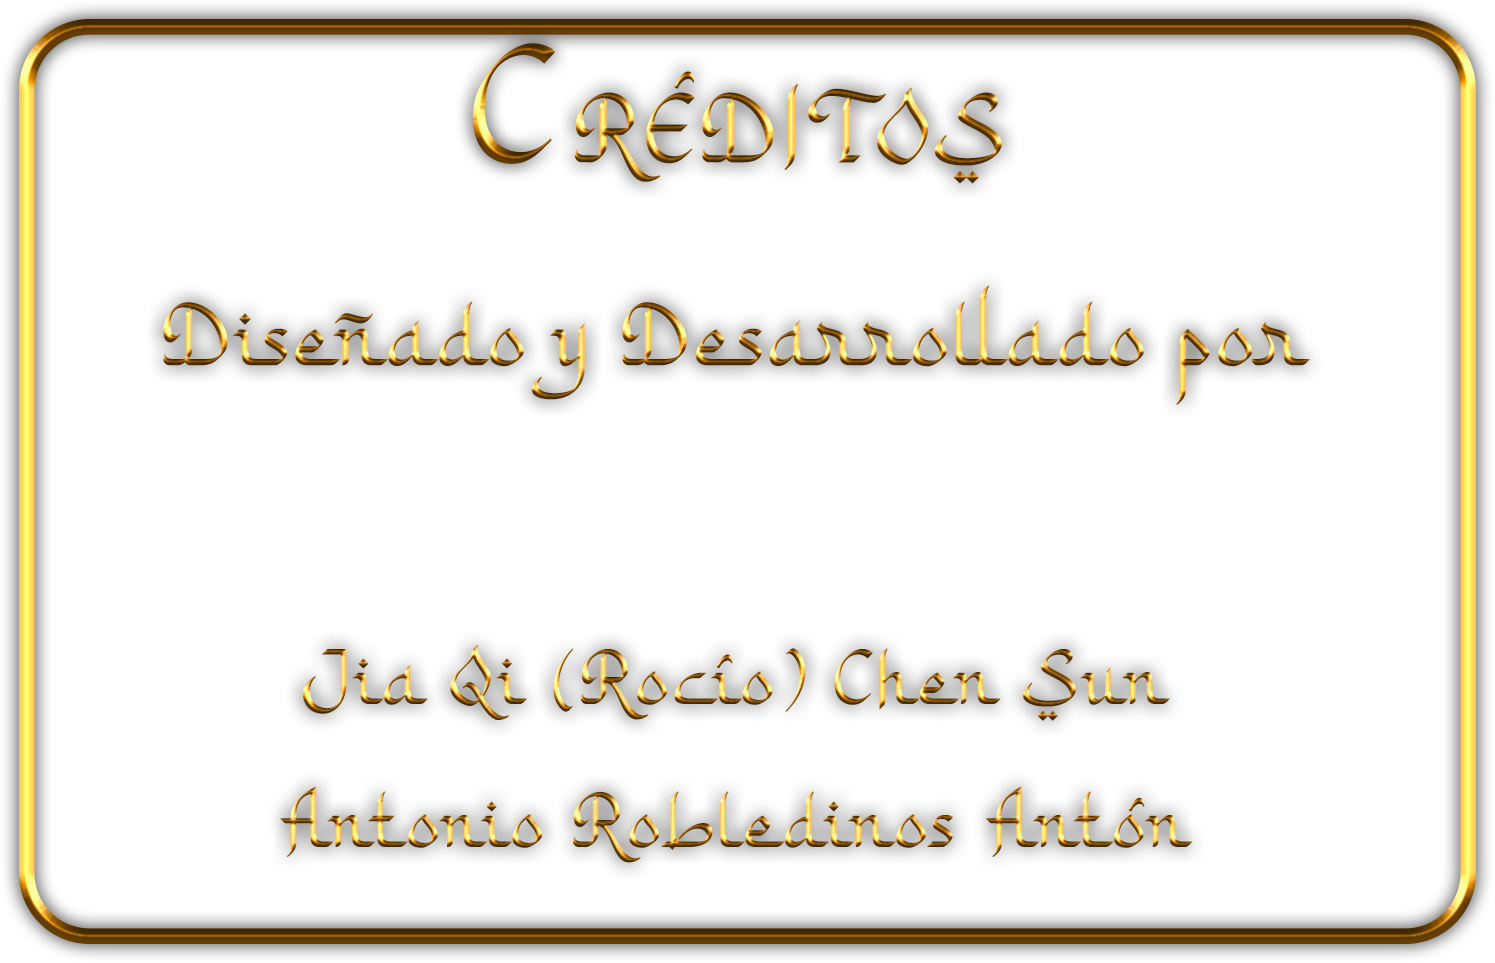 CRÉDITOS
Diseñado y Desarrollado por
Jia Qi (Rocío) Chen Sun
Antonio Robledinos Antón